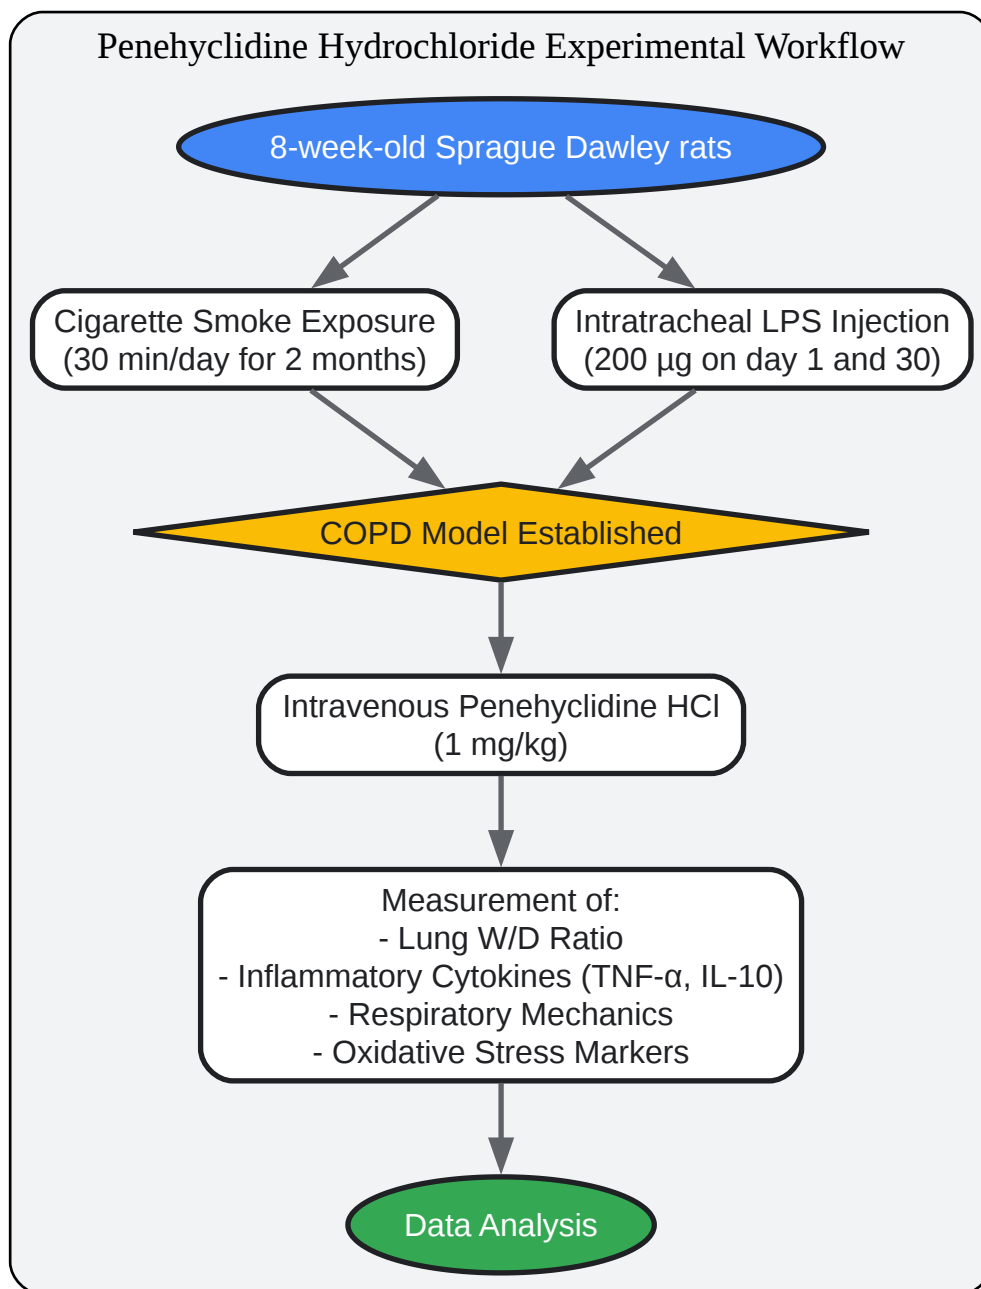 Penehyclidine Hydrochloride Experimental Workflow
8-week-old Sprague Dawley rats
Cigarette Smoke Exposure
(30 min/day for 2 months)
Intratracheal LPS Injection
(200 µg on day 1 and 30)
COPD Model Established
Intravenous Penehyclidine HCl
(1 mg/kg)
Measurement of:
- Lung W/D Ratio
- Inflammatory Cytokines (TNF-α, IL-10)
- Respiratory Mechanics
- Oxidative Stress Markers
Data Analysis